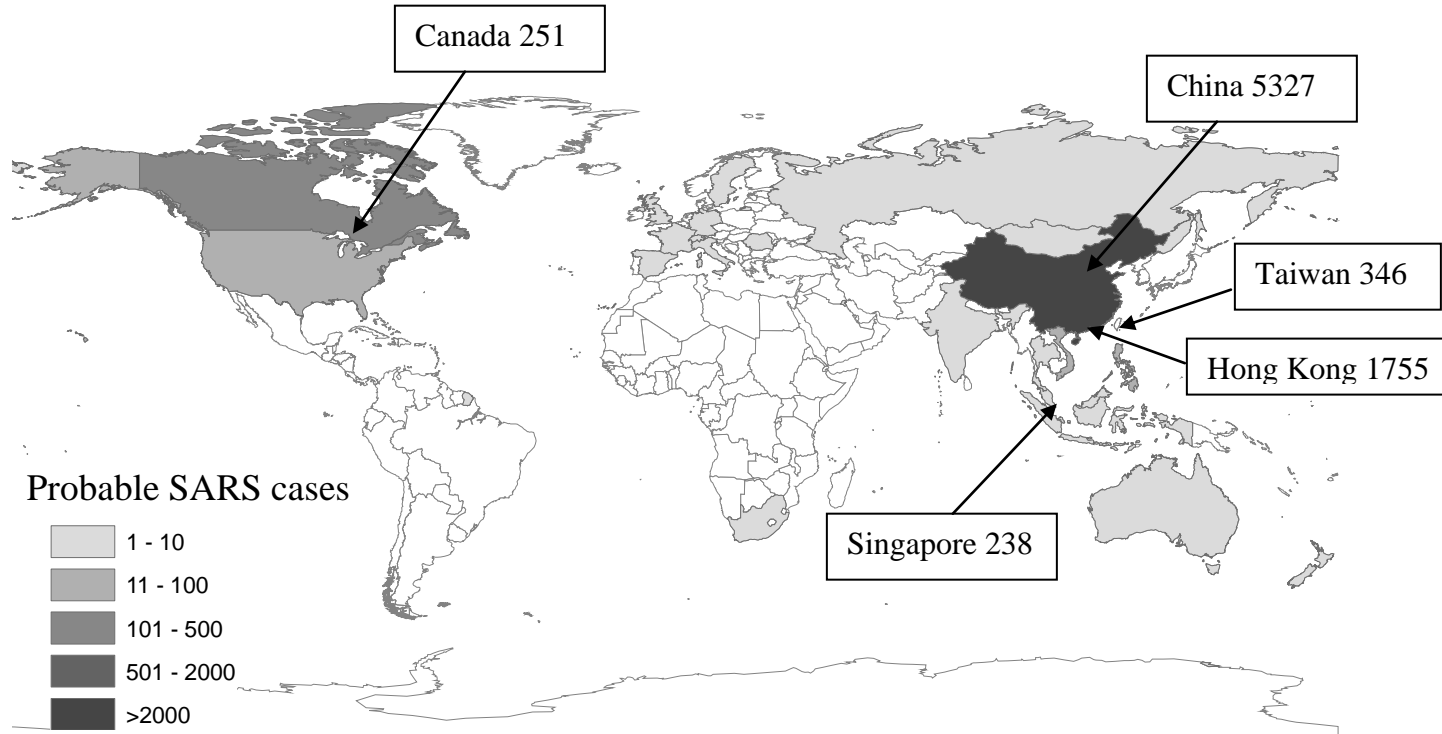 Canada 251
China 5327
Taiwan 346
Hong Kong 1755
Singapore 238
Probable SARS cases
1 - 10
11 - 100
101 - 500
501 - 2000
>2000